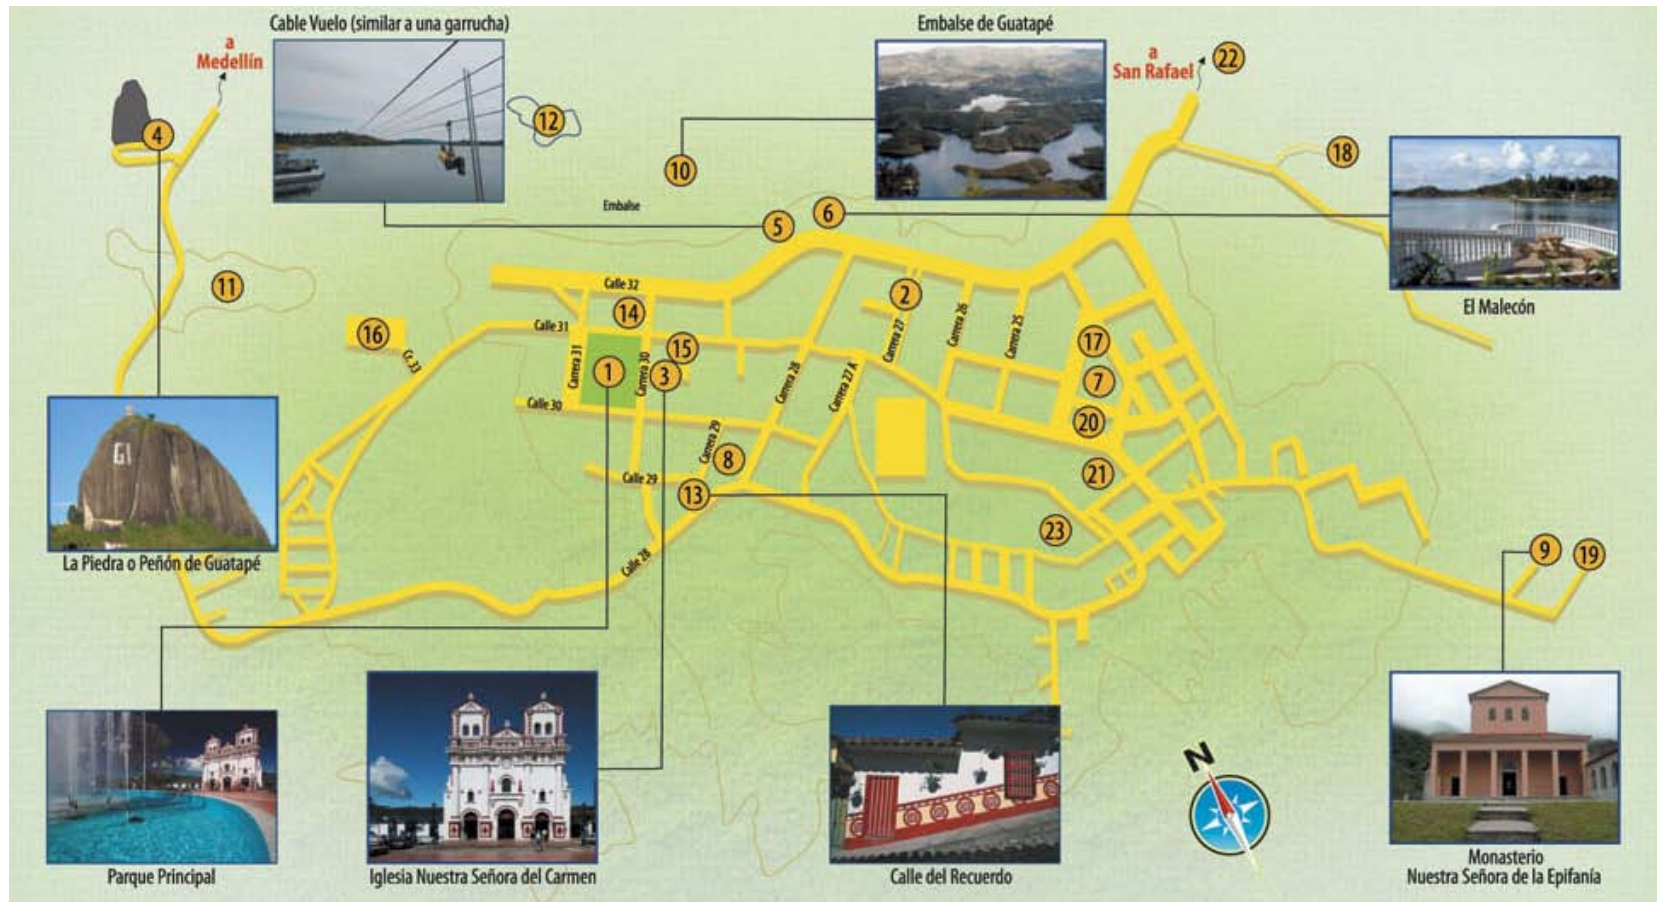 Cable Vuelo (similar a una garrucha)
Embalse de Guatapé
a
Medellín
a
San Rafael
22
4
12
10
18
Embalse
5
6
11
El Malecón
Calle 32
14
2
Calle 31
16
Cr. 33
Carrera 31
1
Carrera 30
15
3
Carrera 28
Carrera 27 A
Carrera 27
Carrera 26
Carrera 25
17
7
20
Calle 30
Carrera 29
8
Calle 29
13
21
23
Calle 28
9
19
GI
La Piedra o Peñón de Guatapé
N
Parque Principal
Iglesia Nuestra Señora del Carmen
Calle del Recuerdo
Monasterio
Nuestra Señora de la Epifanía